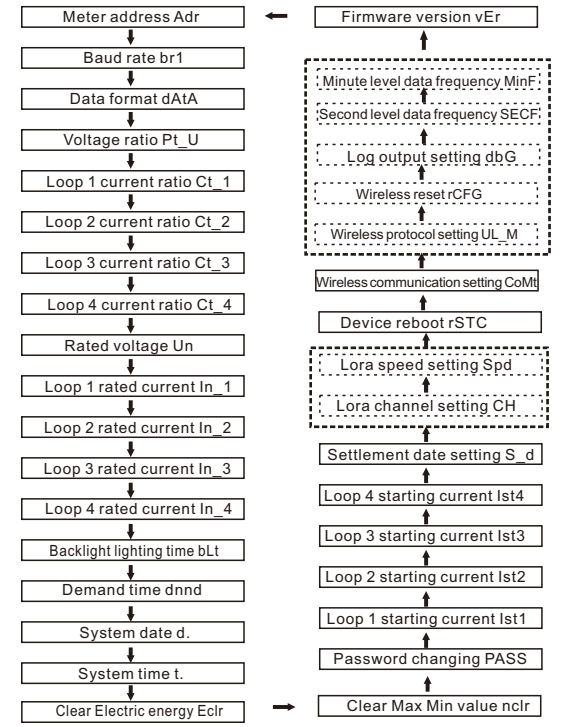 Meter address Adr
Baud rate br1
Data format dAtA
Voltage ratio Pt_U
Loop 1 current ratio Ct_1
Loop 2 current ratio Ct_2
Loop 3 current ratio Ct_3
Loop 4 current ratio Ct_4
Rated voltage Un
Loop 1 rated current In_1
Loop 2 rated current In_2
Loop 3 rated current In_3
Loop 4 rated current In_4
Backlight lighting time bLt
Demand time dnnd
System date d.
System time t.
Clear Electric energy Eclr
Clear Max Min value nclr
Password changing PASS
Loop 1 starting current Ist1
Loop 2 starting current Ist2
Loop 3 starting current Ist3
Loop 4 starting current Ist4
Settlement date setting S_d
Lora channel setting CH
Lora speed setting Spd
Device reboot rSTC
Wireless communication setting CoMt
Wireless protocol setting UL_M
Wireless reset rCFG
Log output setting dbG
Second level data frequency SECF
Minute level data frequency MinF
Firmware version vEr